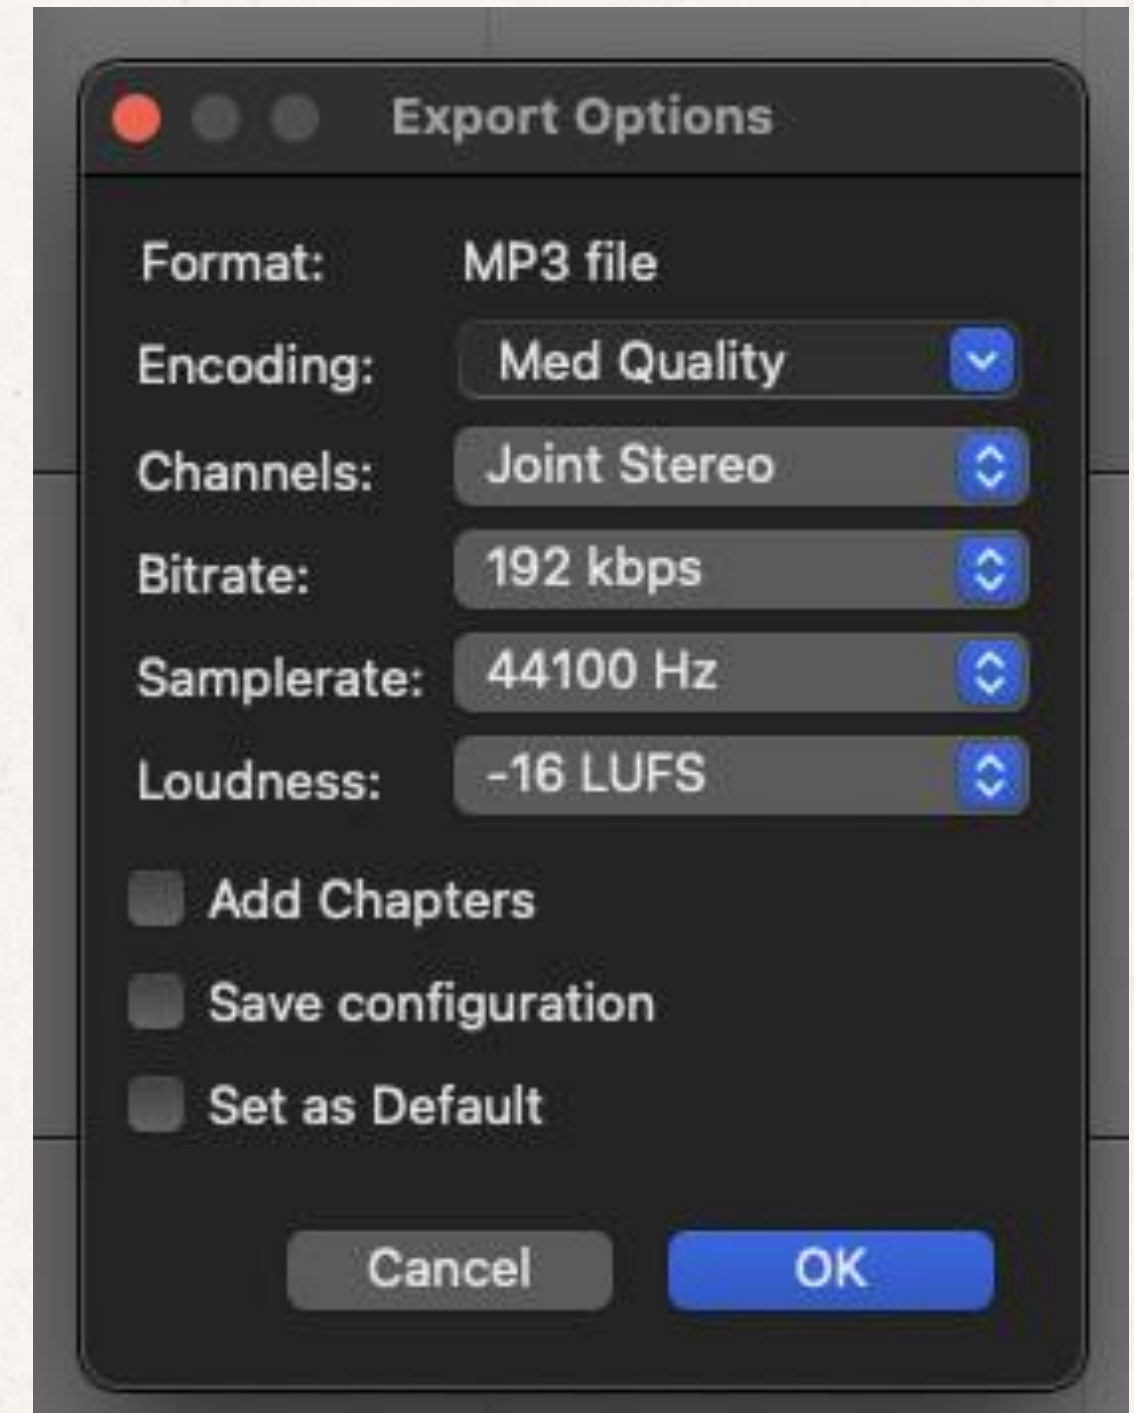 Export Options
Format: MP3 file
Encoding: Med Quality
Channels: Joint Stereo
Bitrate: 192 kbps
Samplerate: 44100 Hz
Loudness: -16 LUFS
Add Chapters
Save configuration
Set as Default
Cancel OK